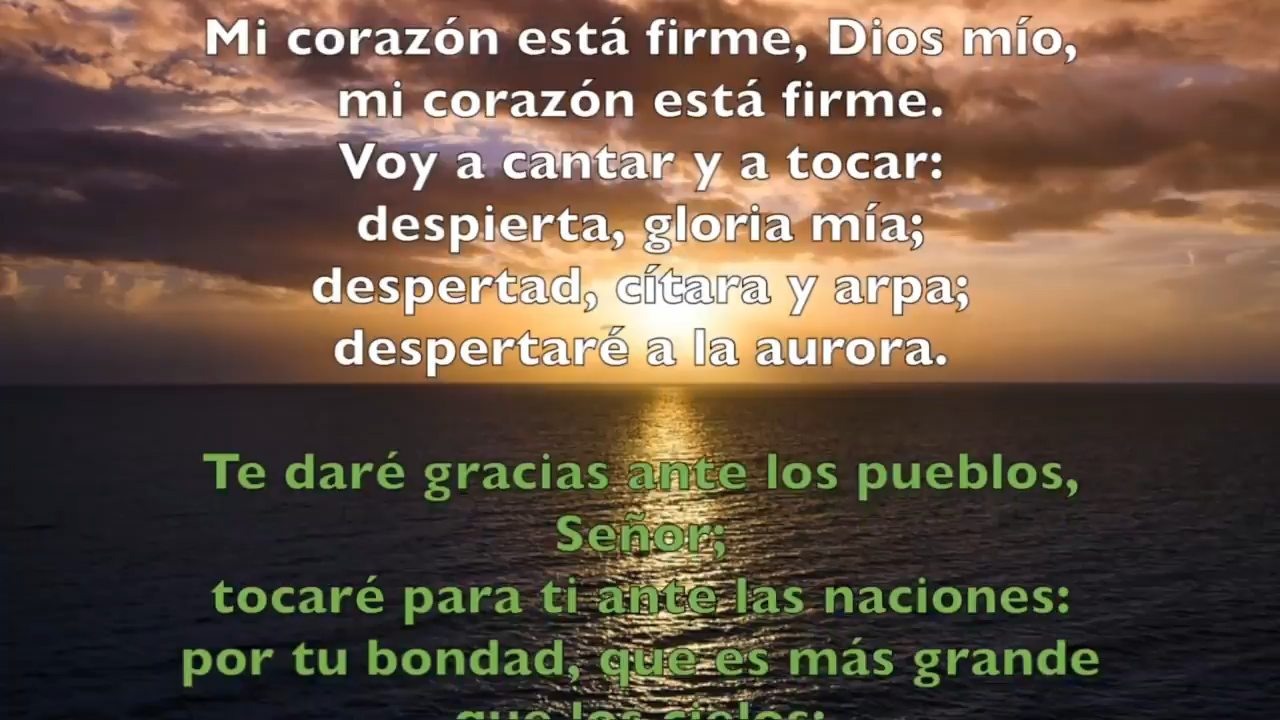 Mi corazón está firme, Dios mío,
mi corazón está firme.
Voy a cantar y a tocar:
despierta, gloria mía;
despertad, cítara y arpa;
despertaré a la aurora.
Te daré gracias ante los pueblos,
Señor;
tocaré para ti ante las naciones:
por tu bondad, que es más grande
que los cielos;